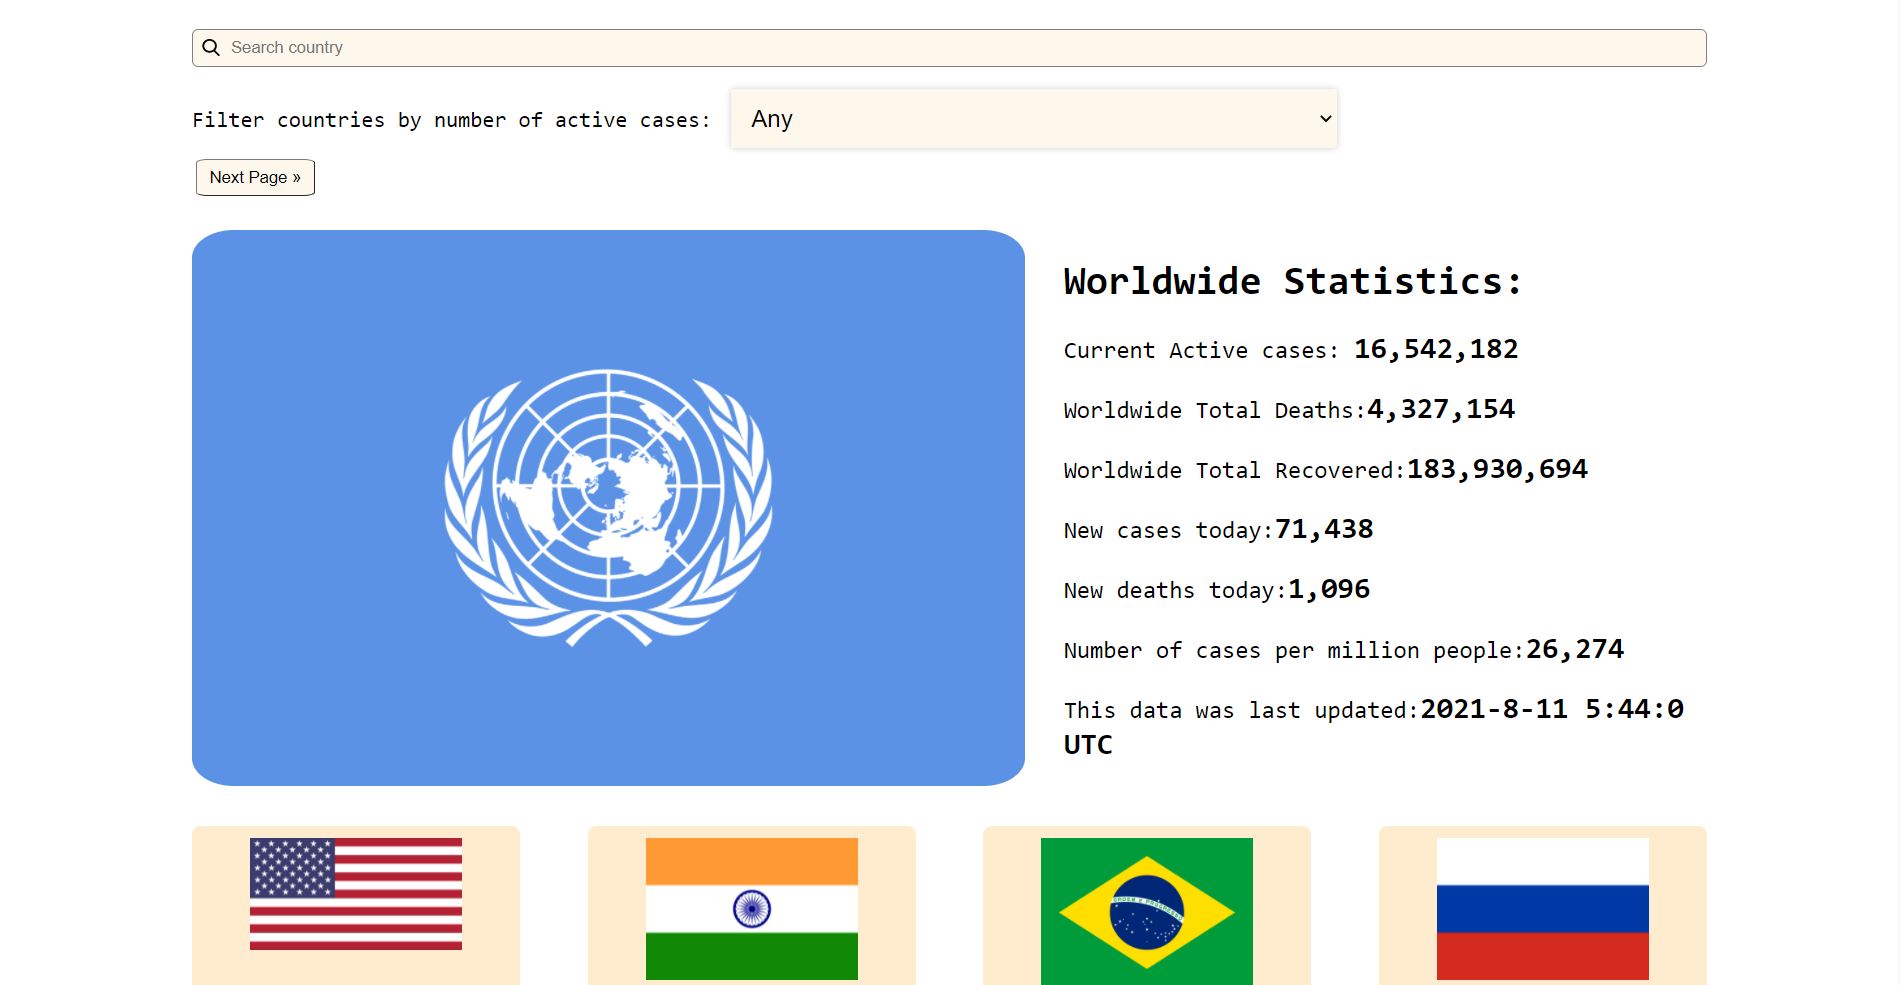 Search country
Filter countries by number of active cases:
Any
Next Page »
Worldwide Statistics:
Current Active cases: 16,542,182
Worldwide Total Deaths:4,327,154
Worldwide Total Recovered:183,930,694
New cases today:71,438
New deaths today:1,096
Number of cases per million people:26,274
This data was last updated:2021-8-11 5:44:0
UTC
ORDEM E PROGRESSO